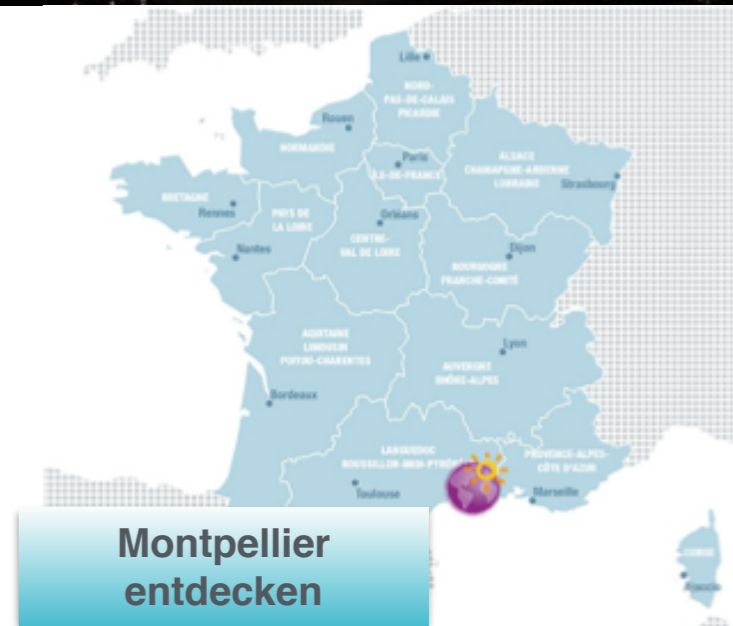 Lille
NORD-
PAS-DE-CALAIS
PICARDIE
Rouen
NORMANDIE
Paris
ÎLE-DE-FRANCE
ALSACE
CHAMAPGNE-ARDENNE
LORRAINE
Strasbourg
BRETAGNE
Rennes
PAYS DE
LA LOIRE
Orléans
Nantes
CENTRE-
VAL DE LOIRE
Dijon
BOURGOGNE
FRANCHE-COMTÉ
AQUITAINE
LIMOUSIN
POITOU-CHARENTES
Lyon
AUVERGNE
RHÔNE-ALPES
Bordeaux
LANGUEDOC
ROUSSILLON-MIDI-PYRÉNÉ
PROVENCE-ALPES-
CÔTE D'AZUR
Toulouse
Marseille
CORSE
Ajaccio
Montpellier
entdecken